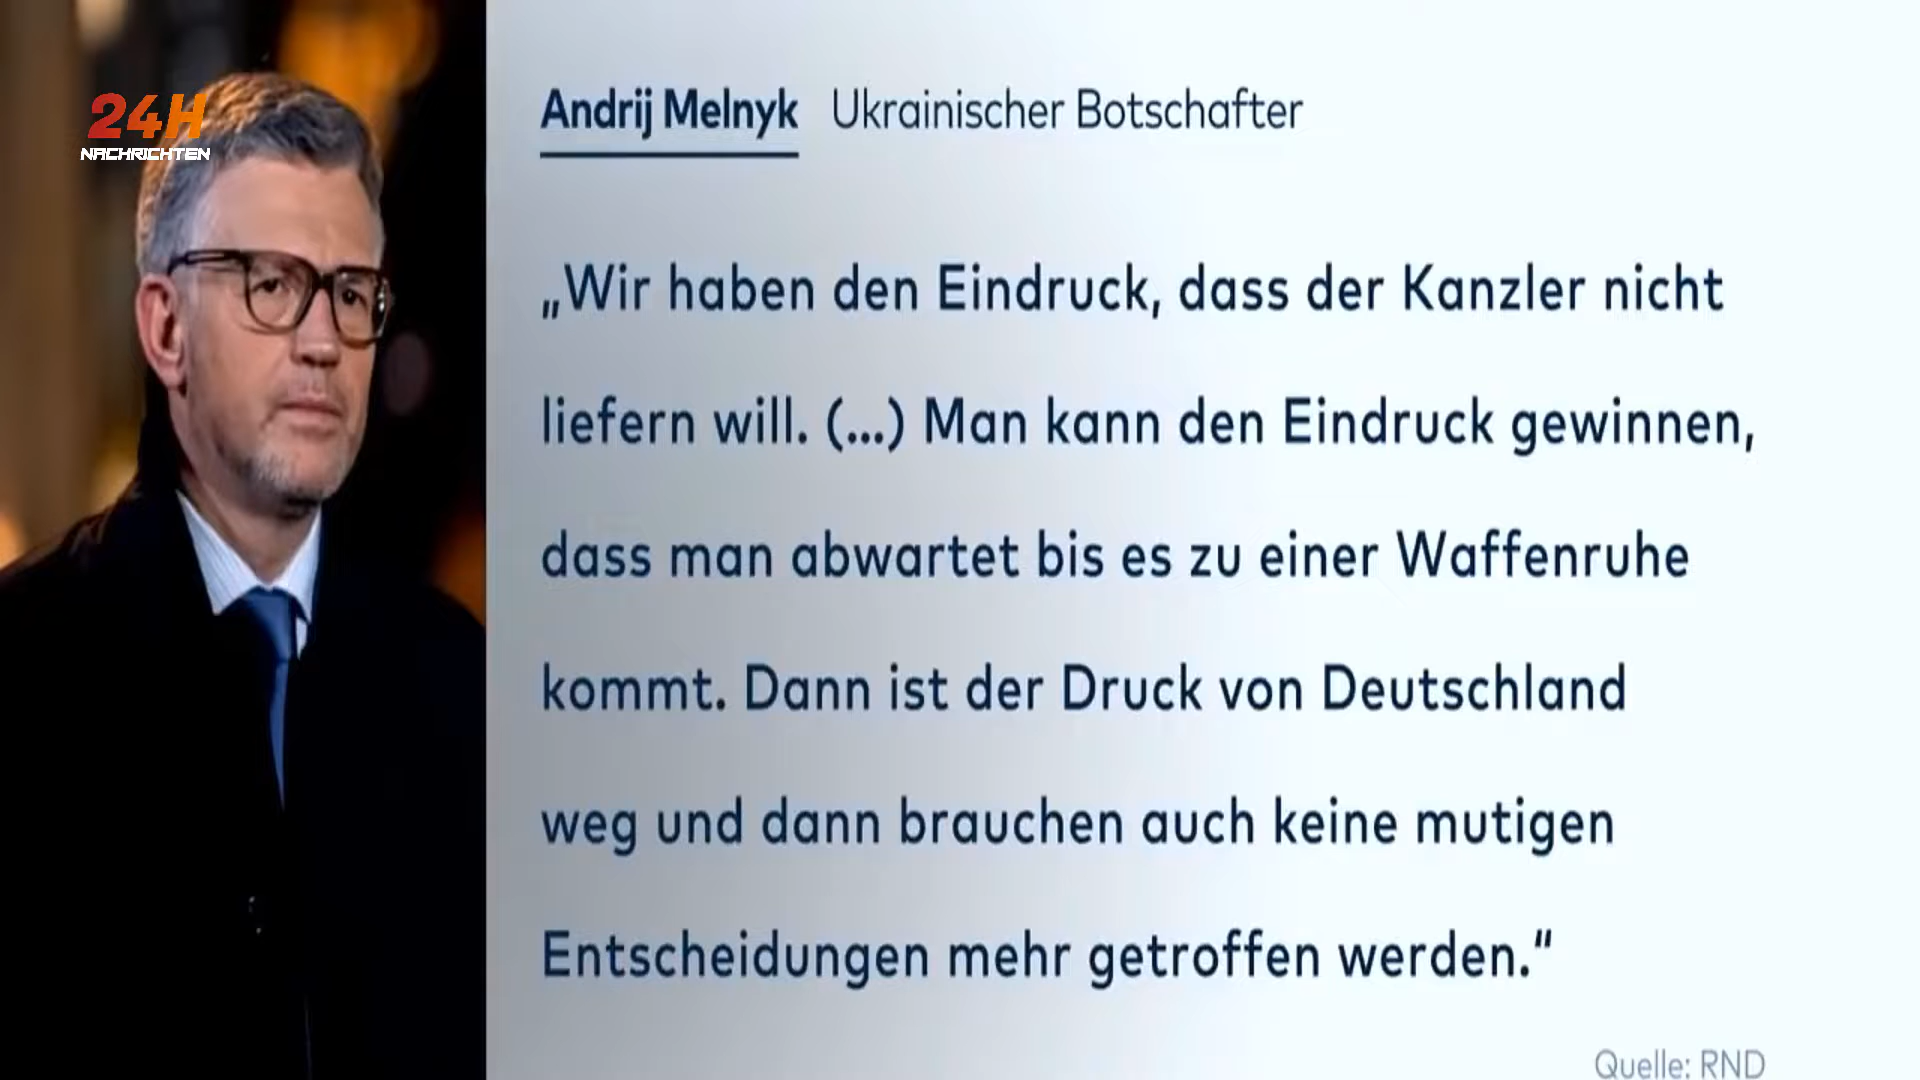 24H
NACHRICHTEN
Andrij Melnyk Ukrainischer Botschafter
„Wir haben den Eindruck, dass der Kanzler nicht
liefern will. (...) Man kann den Eindruck gewinnen,
dass man abwartet bis es zu einer Waffenruhe
kommt. Dann ist der Druck von Deutschland
weg und dann brauchen auch keine mutigen
Entscheidungen mehr getroffen werden.“
Quelle: RND